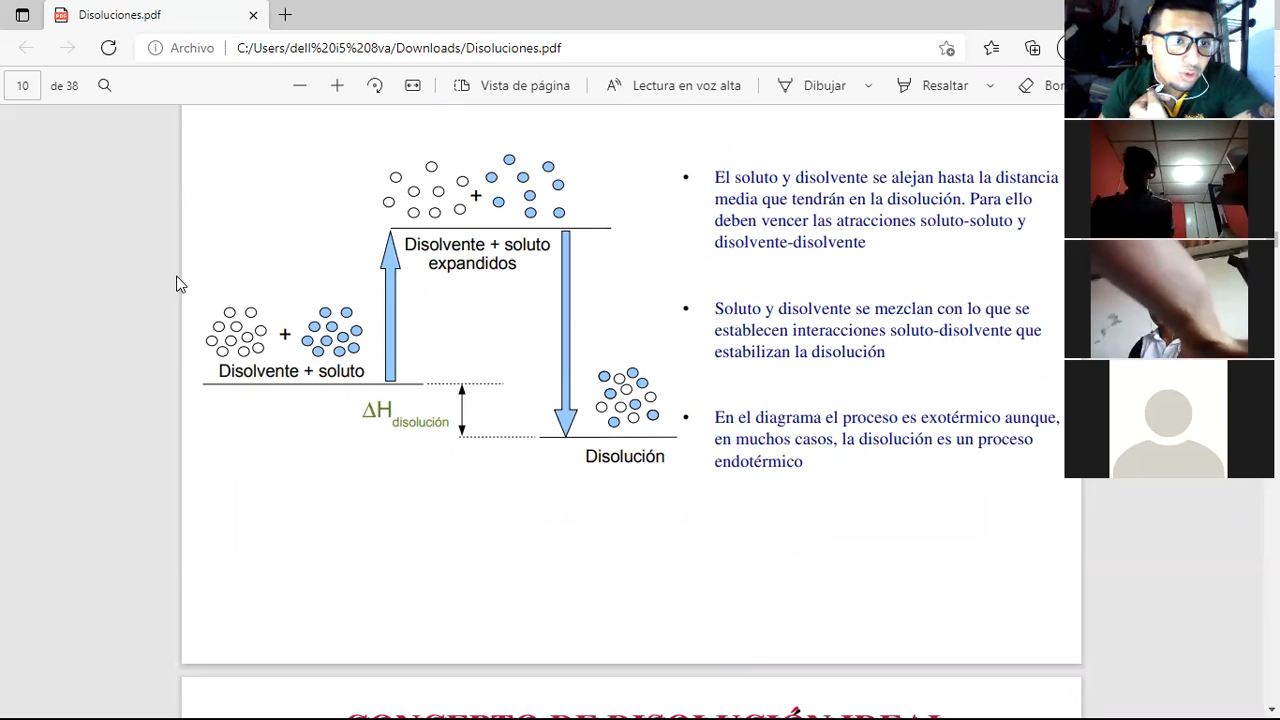 Disoluciones.pdf
Archivo
C:/Users/dell%20i5%208va/Downloads/Disoluciones.pdf
10
de 38
Vista de página
Lectura en voz alta
Dibujar
Resaltar
+
Disolvente + soluto
expandidos
+
Disolvente + soluto
ΔHdisolución
Disolución
• El soluto y disolvente se alejan hasta la distancia
media que tendrán en la disolución. Para ello
deben vencer las atracciones soluto-soluto y
disolvente-disolvente
• Soluto y disolvente se mezclan con lo que se
establecen interacciones soluto-disolvente que
estabilizan la disolución
• En el diagrama el proceso es exotérmico aunque,
en muchos casos, la disolución es un proceso
endotérmico
CONCEPTO DE DISOLUCIÓN IDEAL